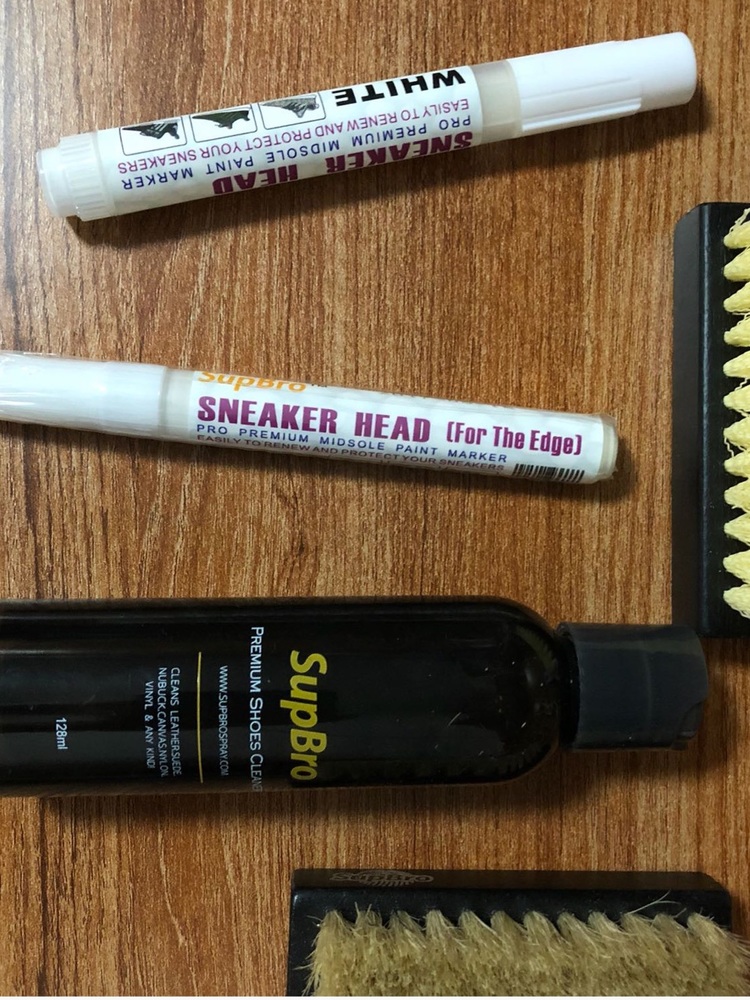 SNEAKER HEAD
PRO PREMIUM MIDSOLE PAINT MARKER
EASILY TO RENEW AND PROTECT YOUR SNEAKERS
WHITE
SupBro
SNEAKER HEAD (For The Edge)
PRO PREMIUM MIDSOLE PAINT MARKER
EASILY TO RENEW AND PROTECT YOUR SNEAKERS
SupBro
PREMIUM SHOES CLEANE
WWW.SUPBROSPRAY.COM
CLEANS LEATHER,SUEDE
NUBUCK,CANVAS,NYLON
VINYL & ANY KIND!
128ml
SupBro